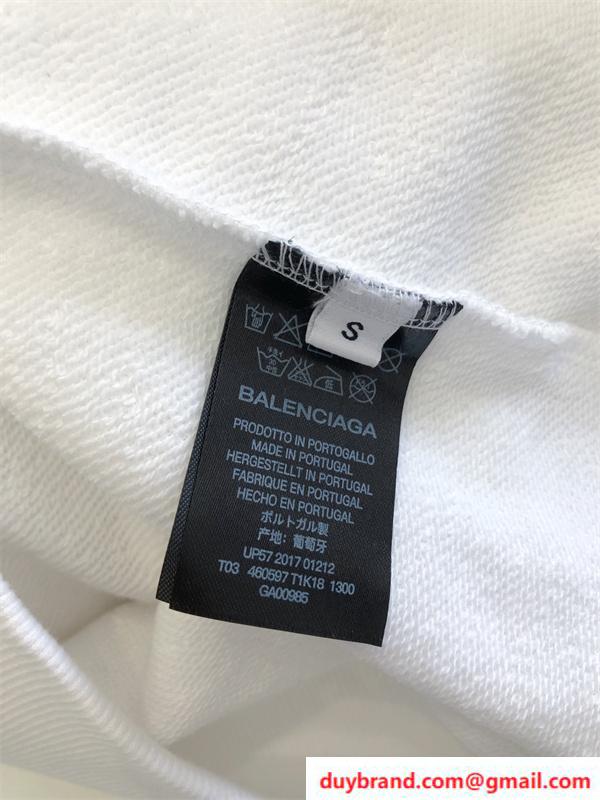 S
BALENCIAGA
PRODOTTO IN PORTOGALLO
MADE IN PORTUGAL
HERGESTELLT IN PORTUGAL
FABRIQUE EN PORTUGAL
HECHO EN PORTUGAL
ポルトガル製
产地: 葡萄牙
UP57 2017 01212
T03 460597 T1K18 1300
GA00985
duybrand.com@gmail.com